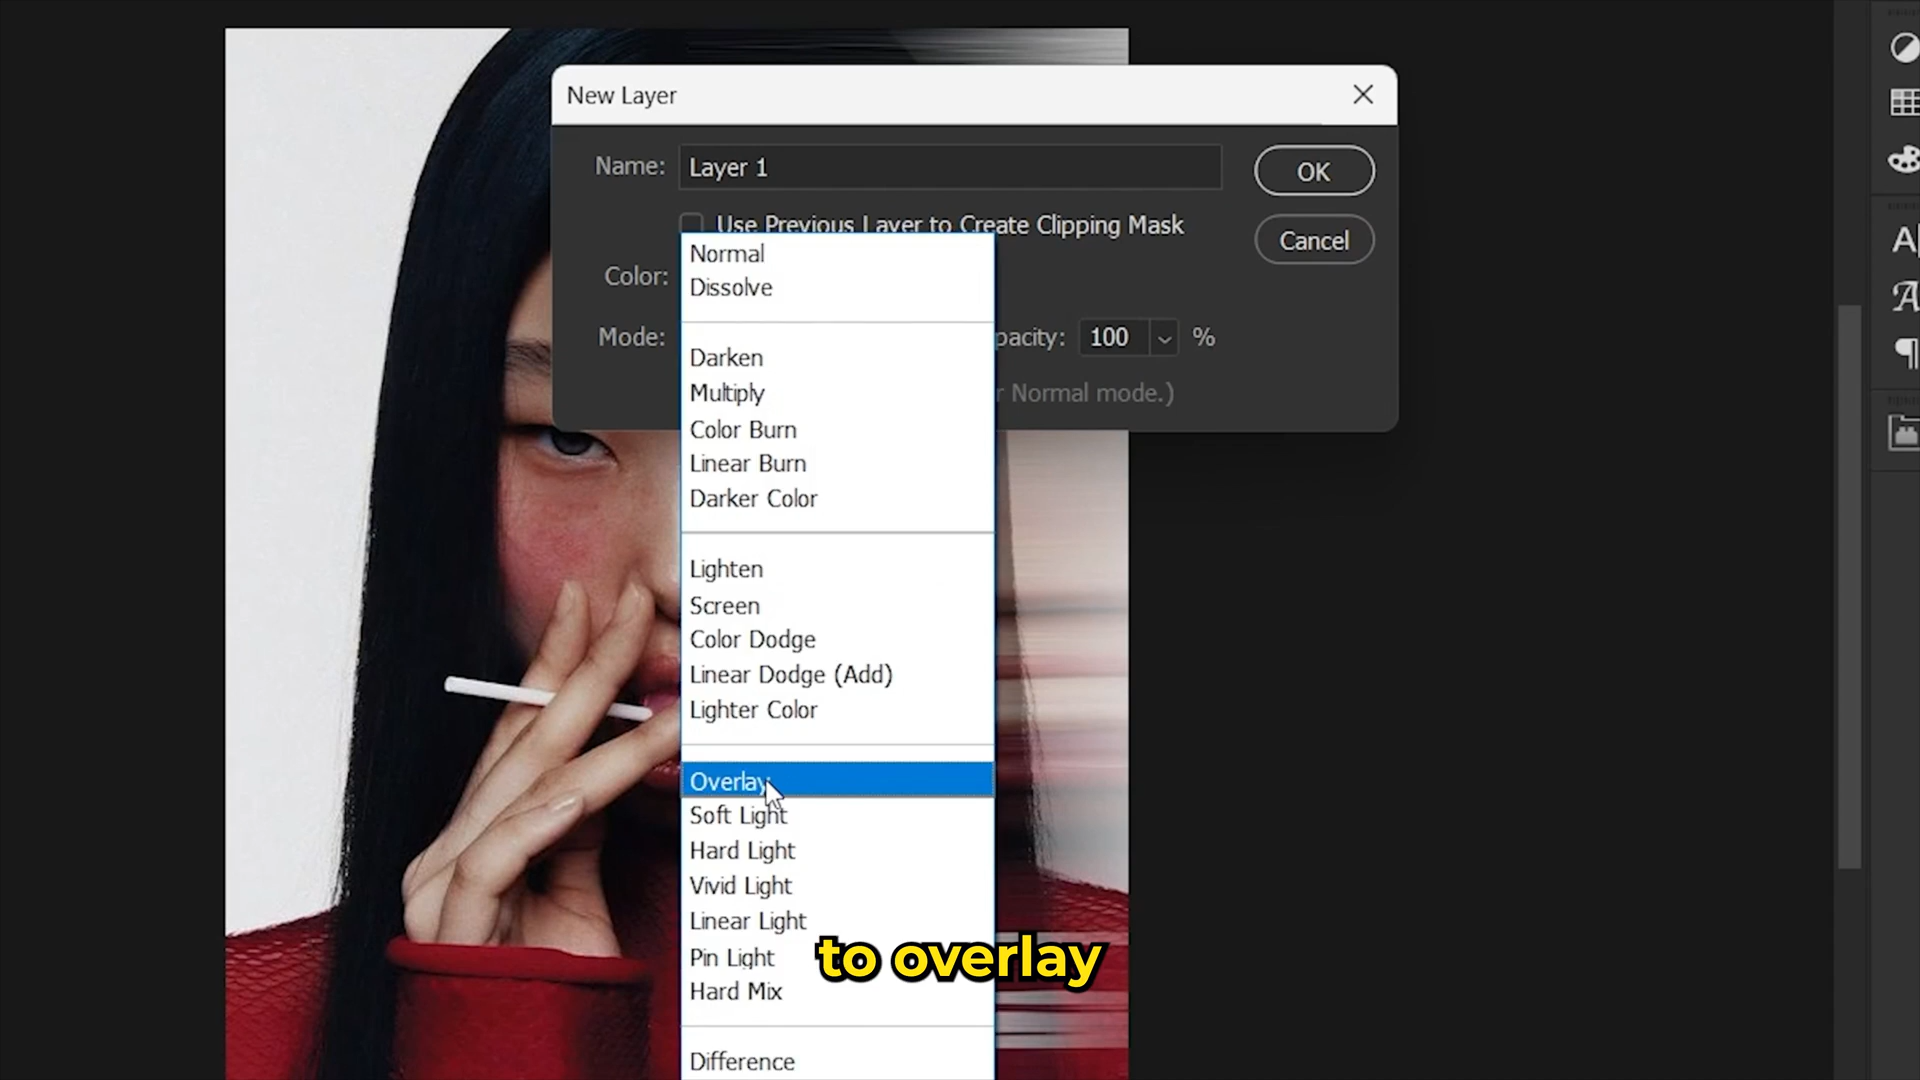 New Layer
Name: Layer 1
OK
Use Previous Layer to Create Clipping Mask
Cancel
Color:
Mode:
pacity: 100 %
r Normal mode.)
Normal
Dissolve
Darken
Multiply
Color Burn
Linear Burn
Darker Color
Lighten
Screen
Color Dodge
Linear Dodge (Add)
Lighter Color
Overlay
Soft Light
Hard Light
Vivid Light
Linear Light
Pin Light
Hard Mix
Difference
to overlay